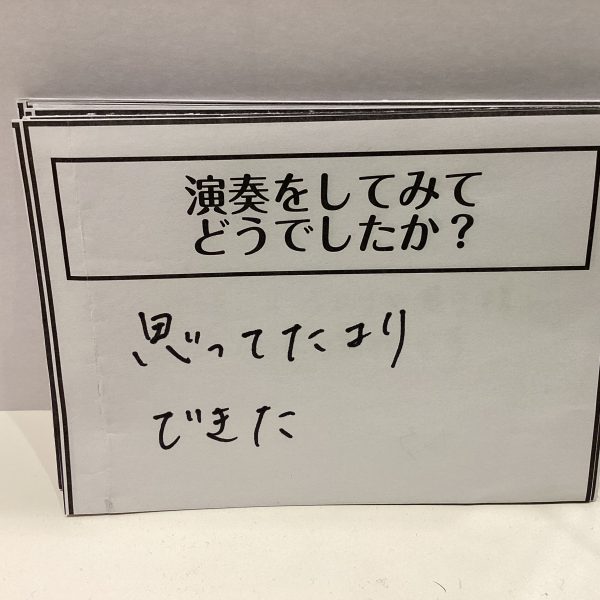 演奏をしてみて
どうでしたか？
思ってたより
できた